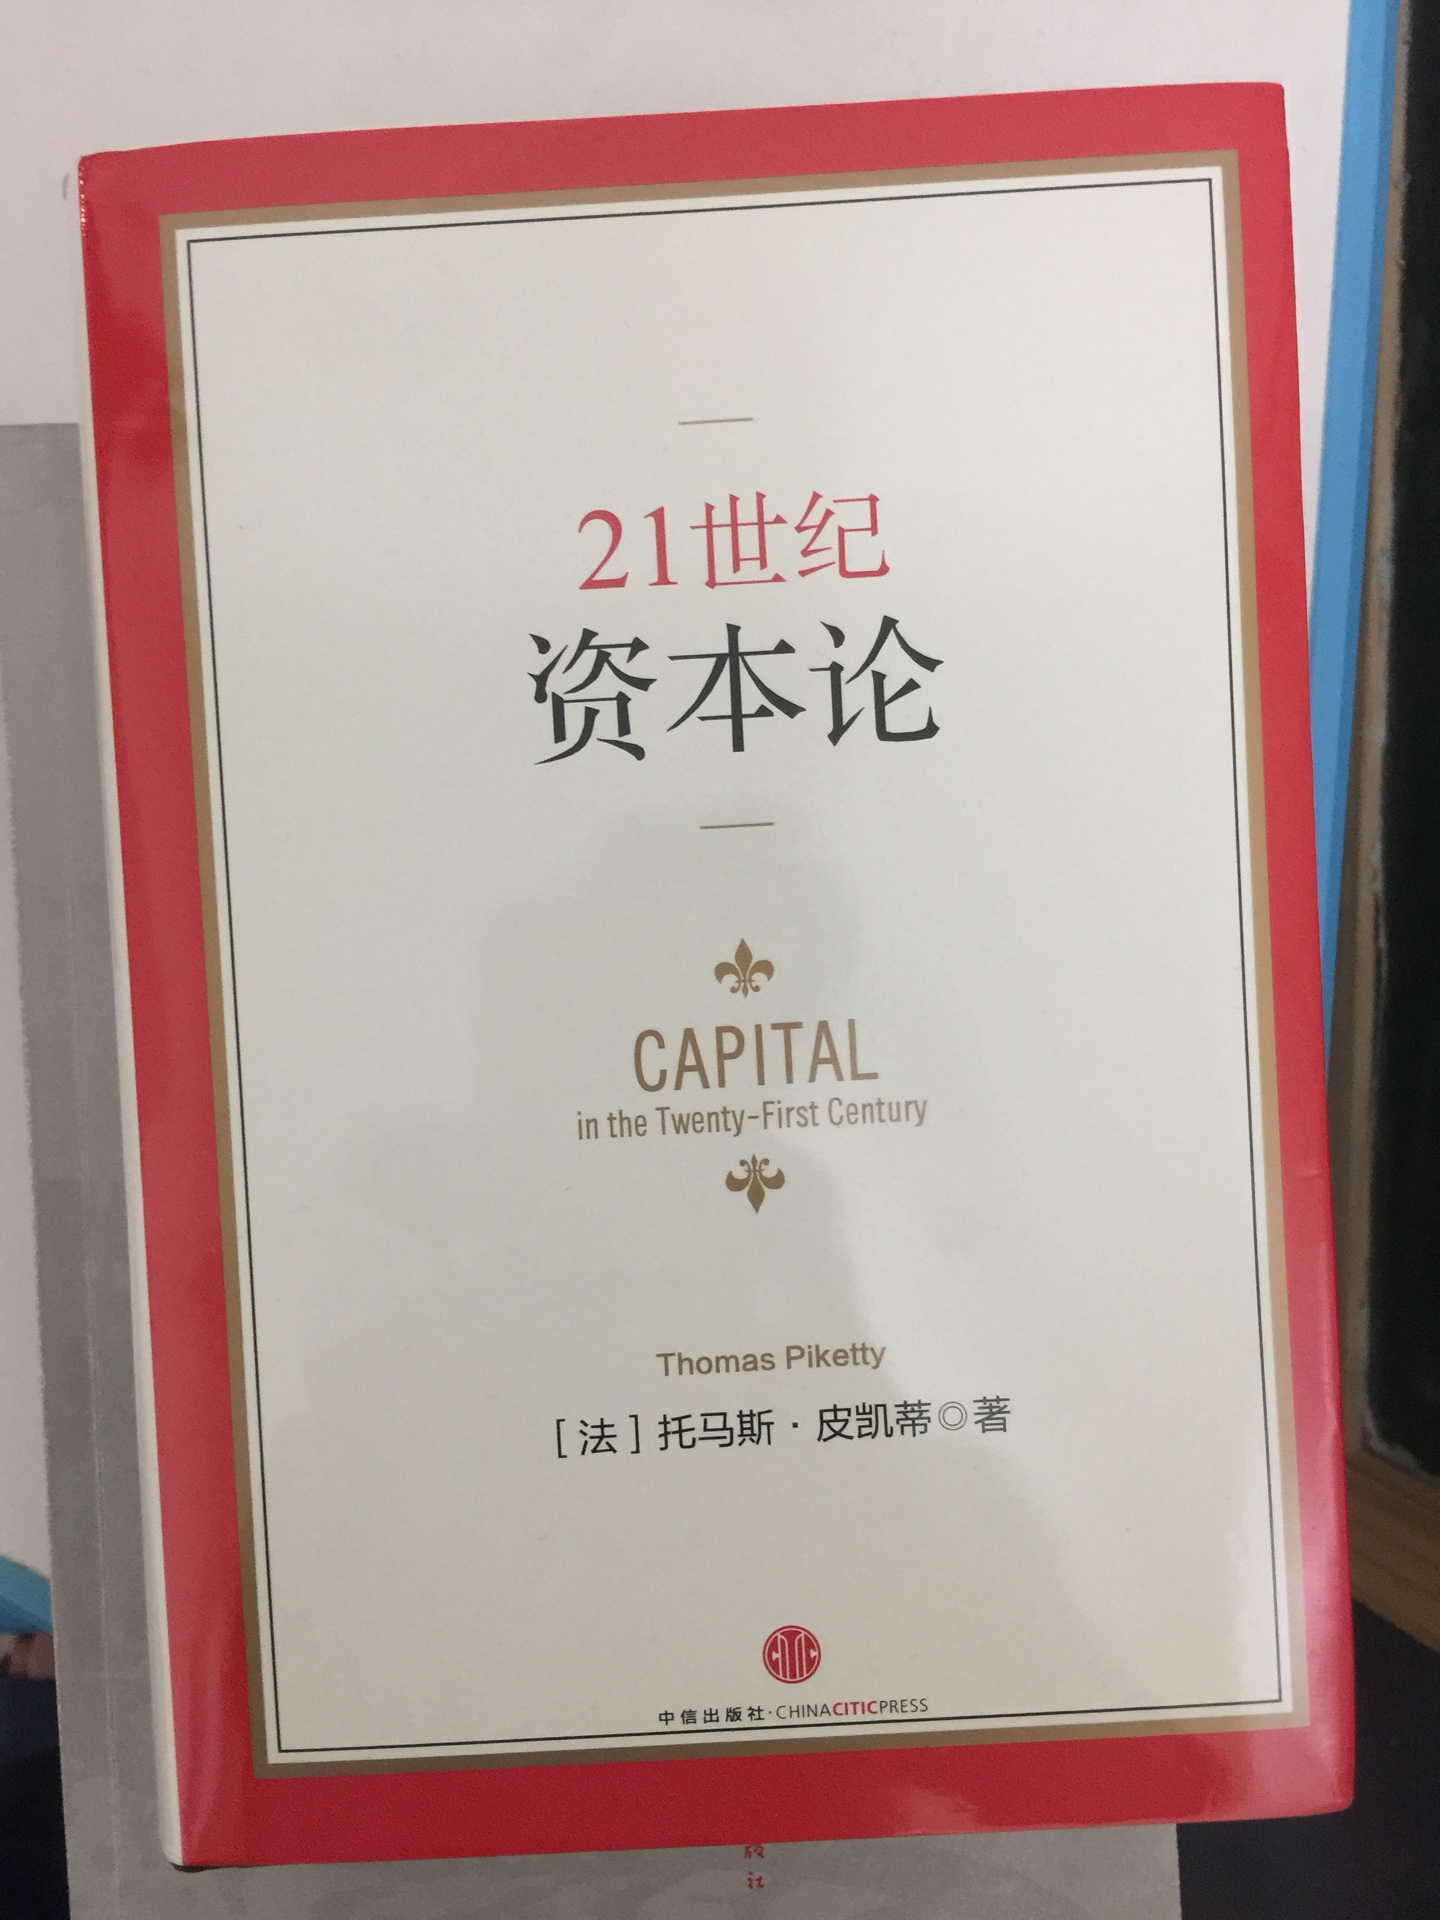 21世纪
资本论
CAPITAL
in the Twenty-First Century
Thomas Piketty
[法]托马斯·皮凯蒂◎著
中信出版社·CHINACITICPRESS
社